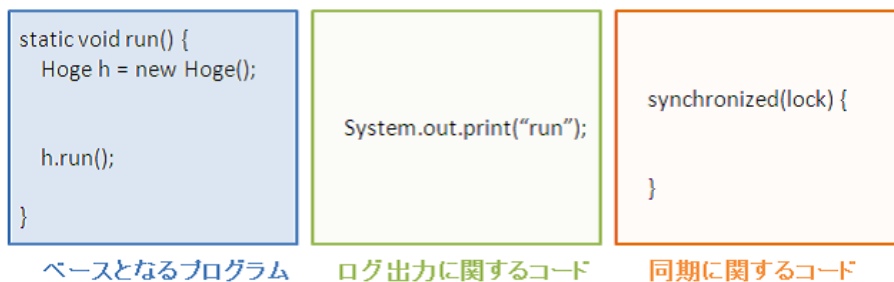 static void run() {
Hoge h = new Hoge();
h.run();
}
System.out.print(“run”);
synchronized(lock) {
}
ベースとなるプログラム
ログ出力に関するコード
同期に関するコード